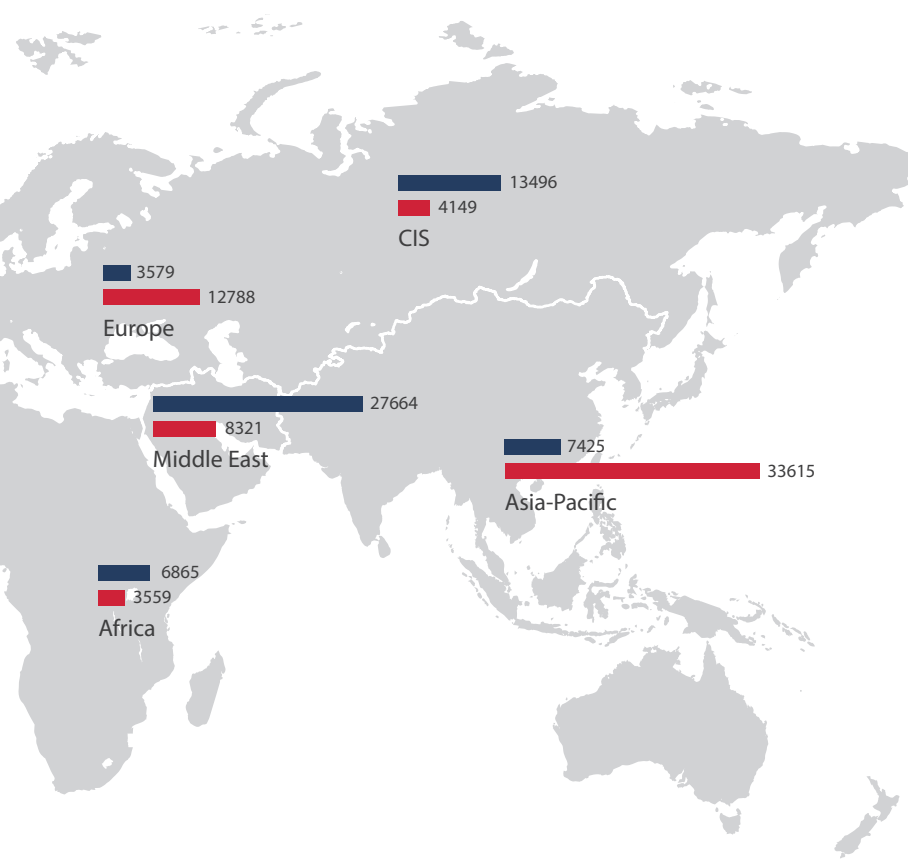 13496
4149
CIS
3579
12788
Europe
27664
8321
Middle East
7425
33615
Asia-Pacific
6865
3559
Africa